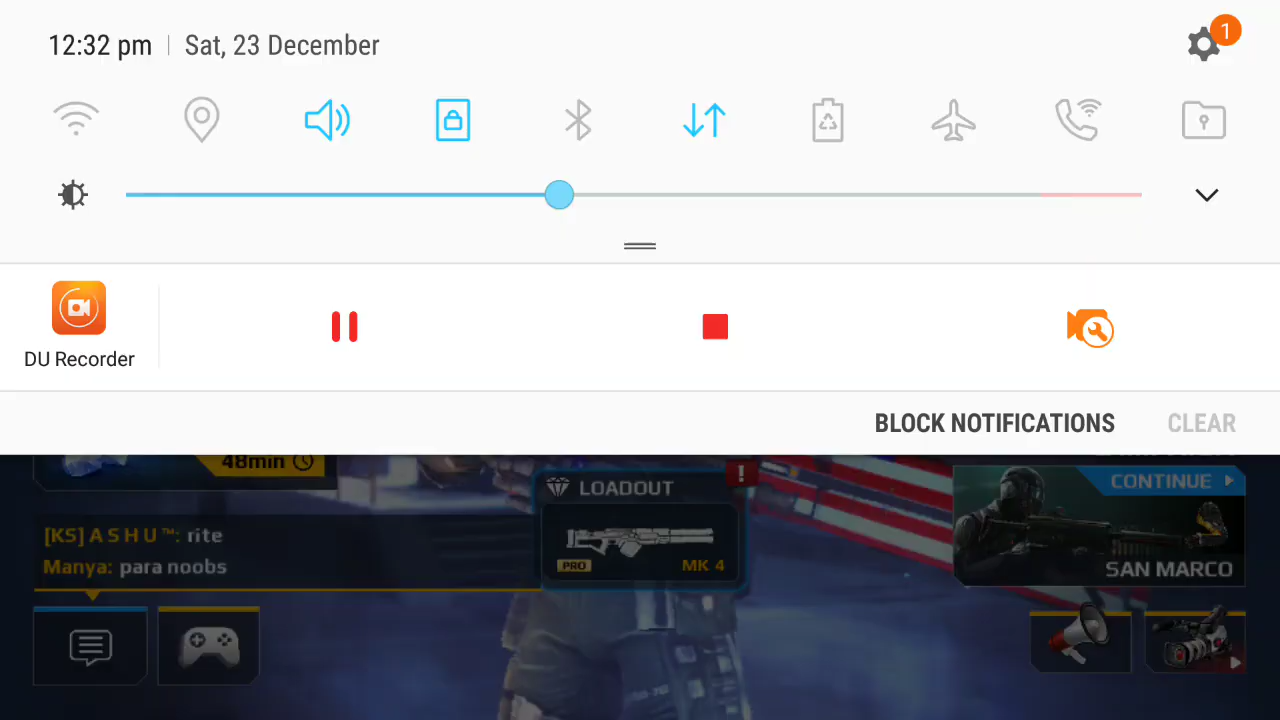 12:32 pm | Sat, 23 December
1
DU Recorder
BLOCK NOTIFICATIONS CLEAR
48min
LOADOUT
!
CONTINUE
[KS] A S H U ™: rite
Manya: para noobs
PRO MK 4
SAN MARCO